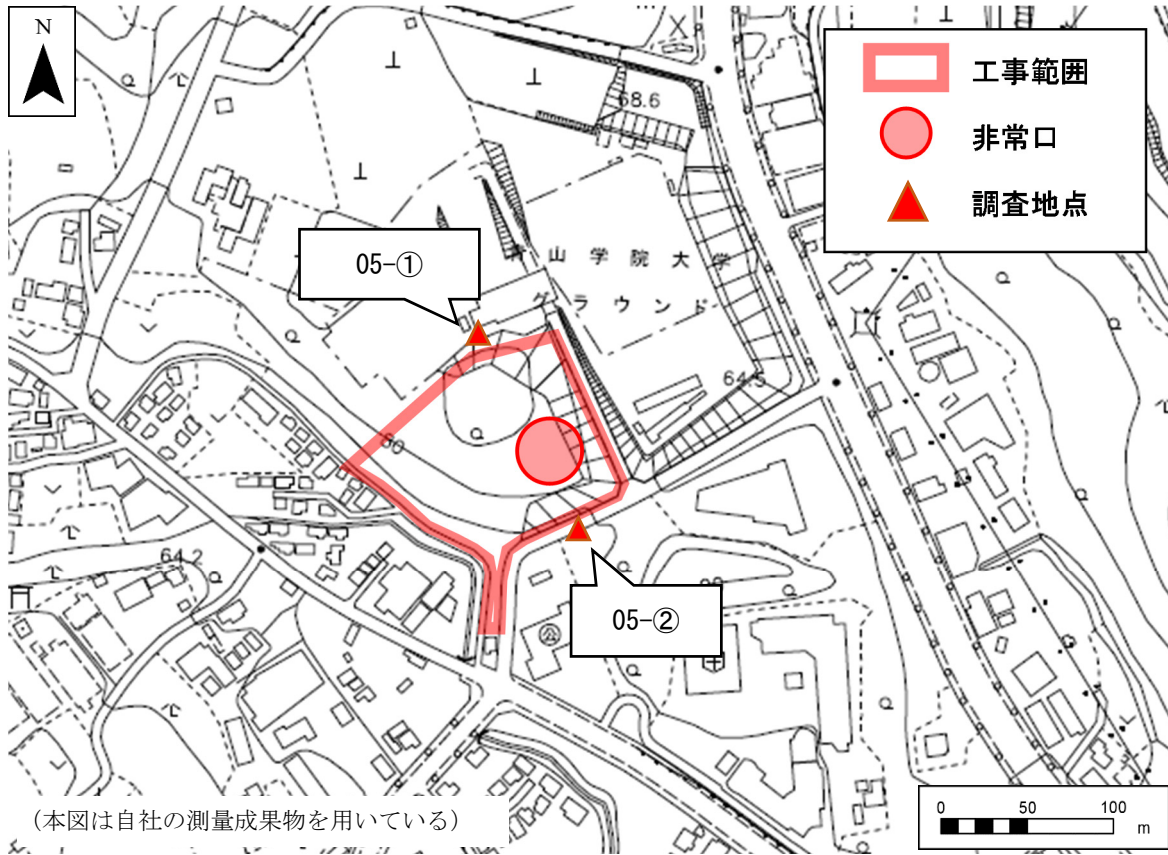 N
工事範囲
非常口
調査地点
68.6
05-①
山学院大学
グラウンド
64.5
60
64.2
05-②
(本図は自社の測量成果物を用いている)
0 50 100
m